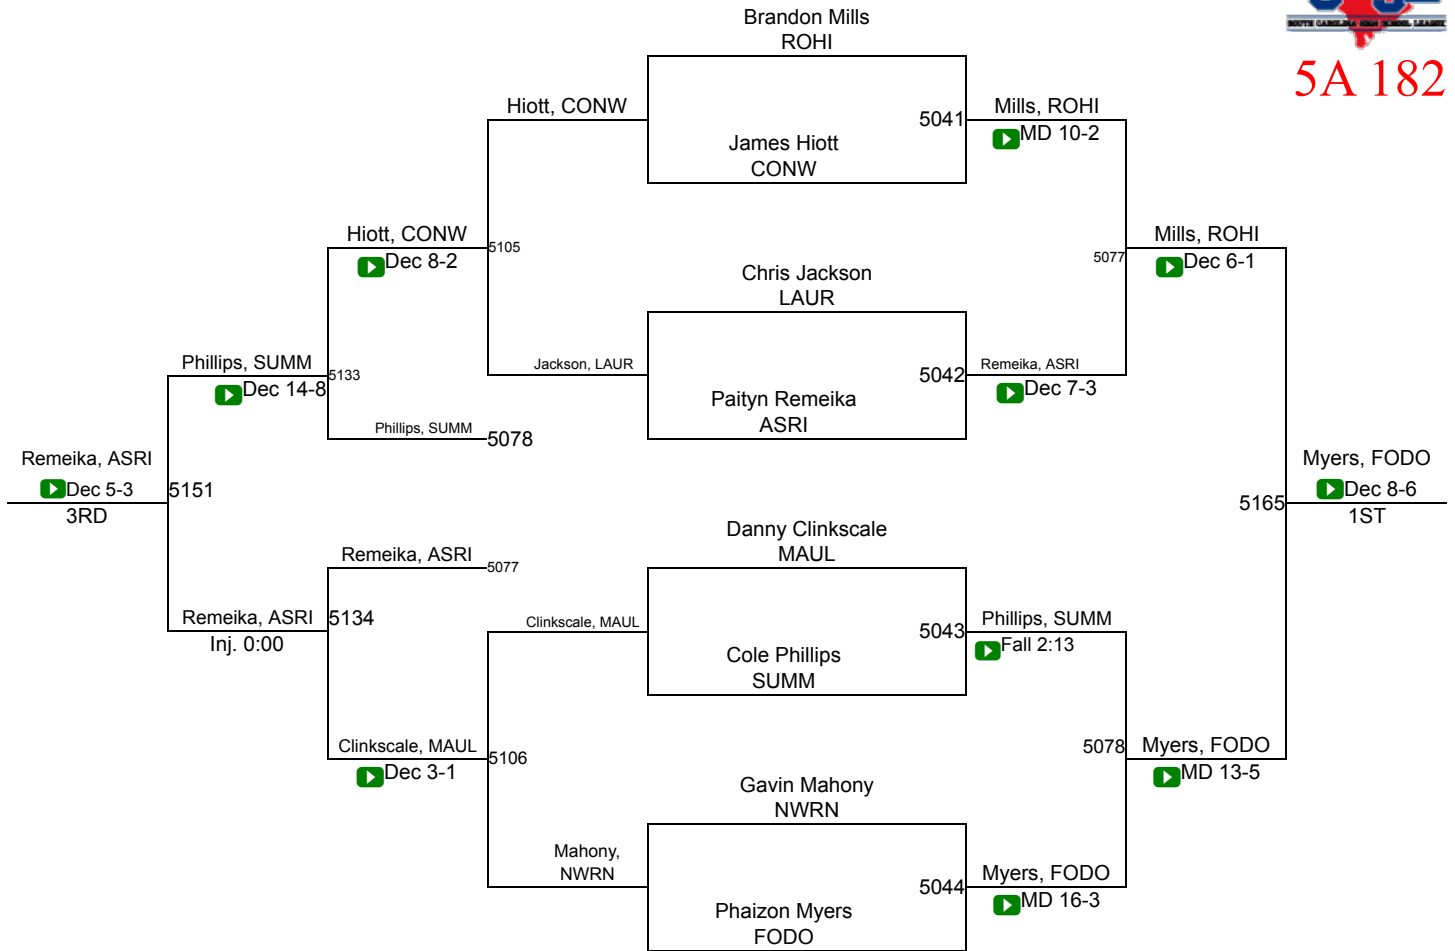 SOUTH CAROLINA HIGH SCHOOL LEAGUE
5A 182
Brandon Mills
ROHI
Hiott, CONW
5041
Mills, ROHI
MD 10-2
James Hiott
CONW
Hiott, CONW
Dec 8-2
5105
Mills, ROHI
5077
Dec 6-1
Chris Jackson
LAUR
Phillips, SUMM
Dec 14-8
5133
Jackson, LAUR
5042
Remeika, ASRI
Dec 7-3
Paityn Remeika
ASRI
Phillips, SUMM
5078
Remeika, ASRI
Dec 5-3
3RD
5151
Myers, FODO
5165
Dec 8-6
1ST
Danny Clinkscale
MAUL
Remeika, ASRI
5077
Remeika, ASRI
Inj. 0:00
5134
Clinkscale, MAUL
5043
Phillips, SUMM
Fall 2:13
Cole Phillips
SUMM
Clinkscale, MAUL
Dec 3-1
5106
5078
Myers, FODO
MD 13-5
Gavin Mahony
NWRN
Mahony,
NWRN
5044
Myers, FODO
MD 16-3
Phaizon Myers
FODO